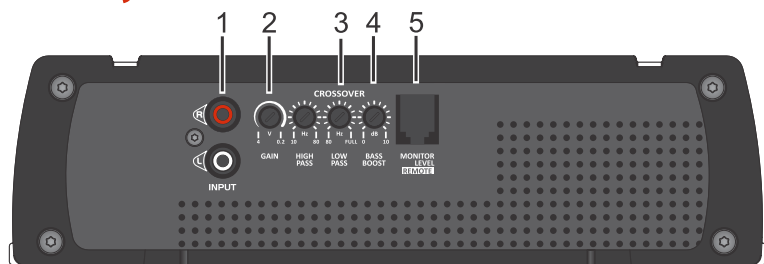 1 2 3 4 5
CROSSOVER
R
V Hz Hz dB
4 0.2 10 80 80 FULL 0 10
GAIN HIGH PASS LOW PASS BASS BOOST MONITOR LEVEL
REMOTE
L
INPUT